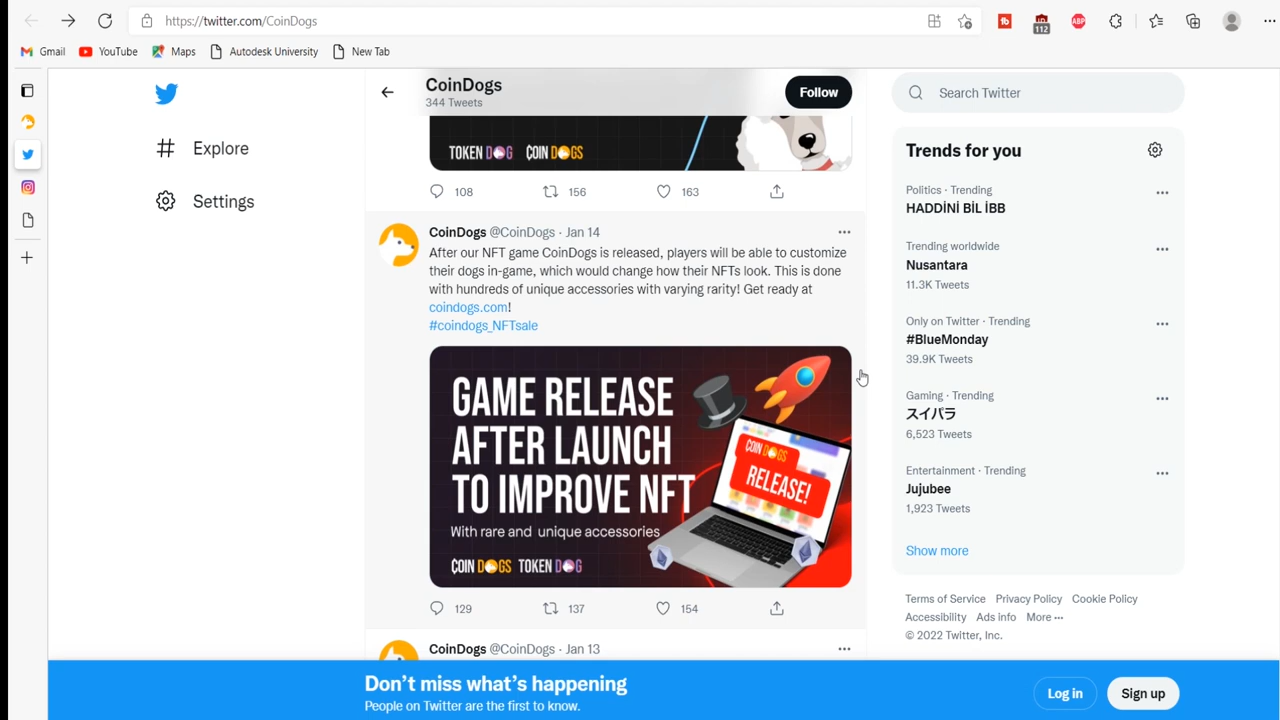 https://twitter.com/CoinDogs
112
ABP
Gmail
YouTube
Maps
Autodesk University
New Tab
Explore
Settings
CoinDogs
344 Tweets
Follow
TOKEN DOG COIN DOGS
108 156 163
CoinDogs @CoinDogs · Jan 14
After our NFT game CoinDogs is released, players will be able to customize
their dogs in-game, which would change how their NFTs look. This is done
with hundreds of unique accessories with varying rarity! Get ready at
coindogs.com!
#coindogs_NFTsale
GAME RELEASE
AFTER LAUNCH
TO IMPROVE NFT
With rare and unique accessories
COIN DOGS TOKEN DOG
COIN DOGS
RELEASE!
129 137 154
CoinDogs @CoinDogs · Jan 13
Search Twitter
Trends for you
Politics · Trending
HADDİNİ BİL İBB
Trending worldwide
Nusantara
11.3K Tweets
Only on Twitter · Trending
#BlueMonday
39.9K Tweets
Gaming · Trending
スイパラ
6,523 Tweets
Entertainment · Trending
Jujubee
1,923 Tweets
Show more
Terms of Service Privacy Policy Cookie Policy
Accessibility Ads info More ···
© 2022 Twitter, Inc.
Don't miss what's happening
People on Twitter are the first to know.
Log in
Sign up